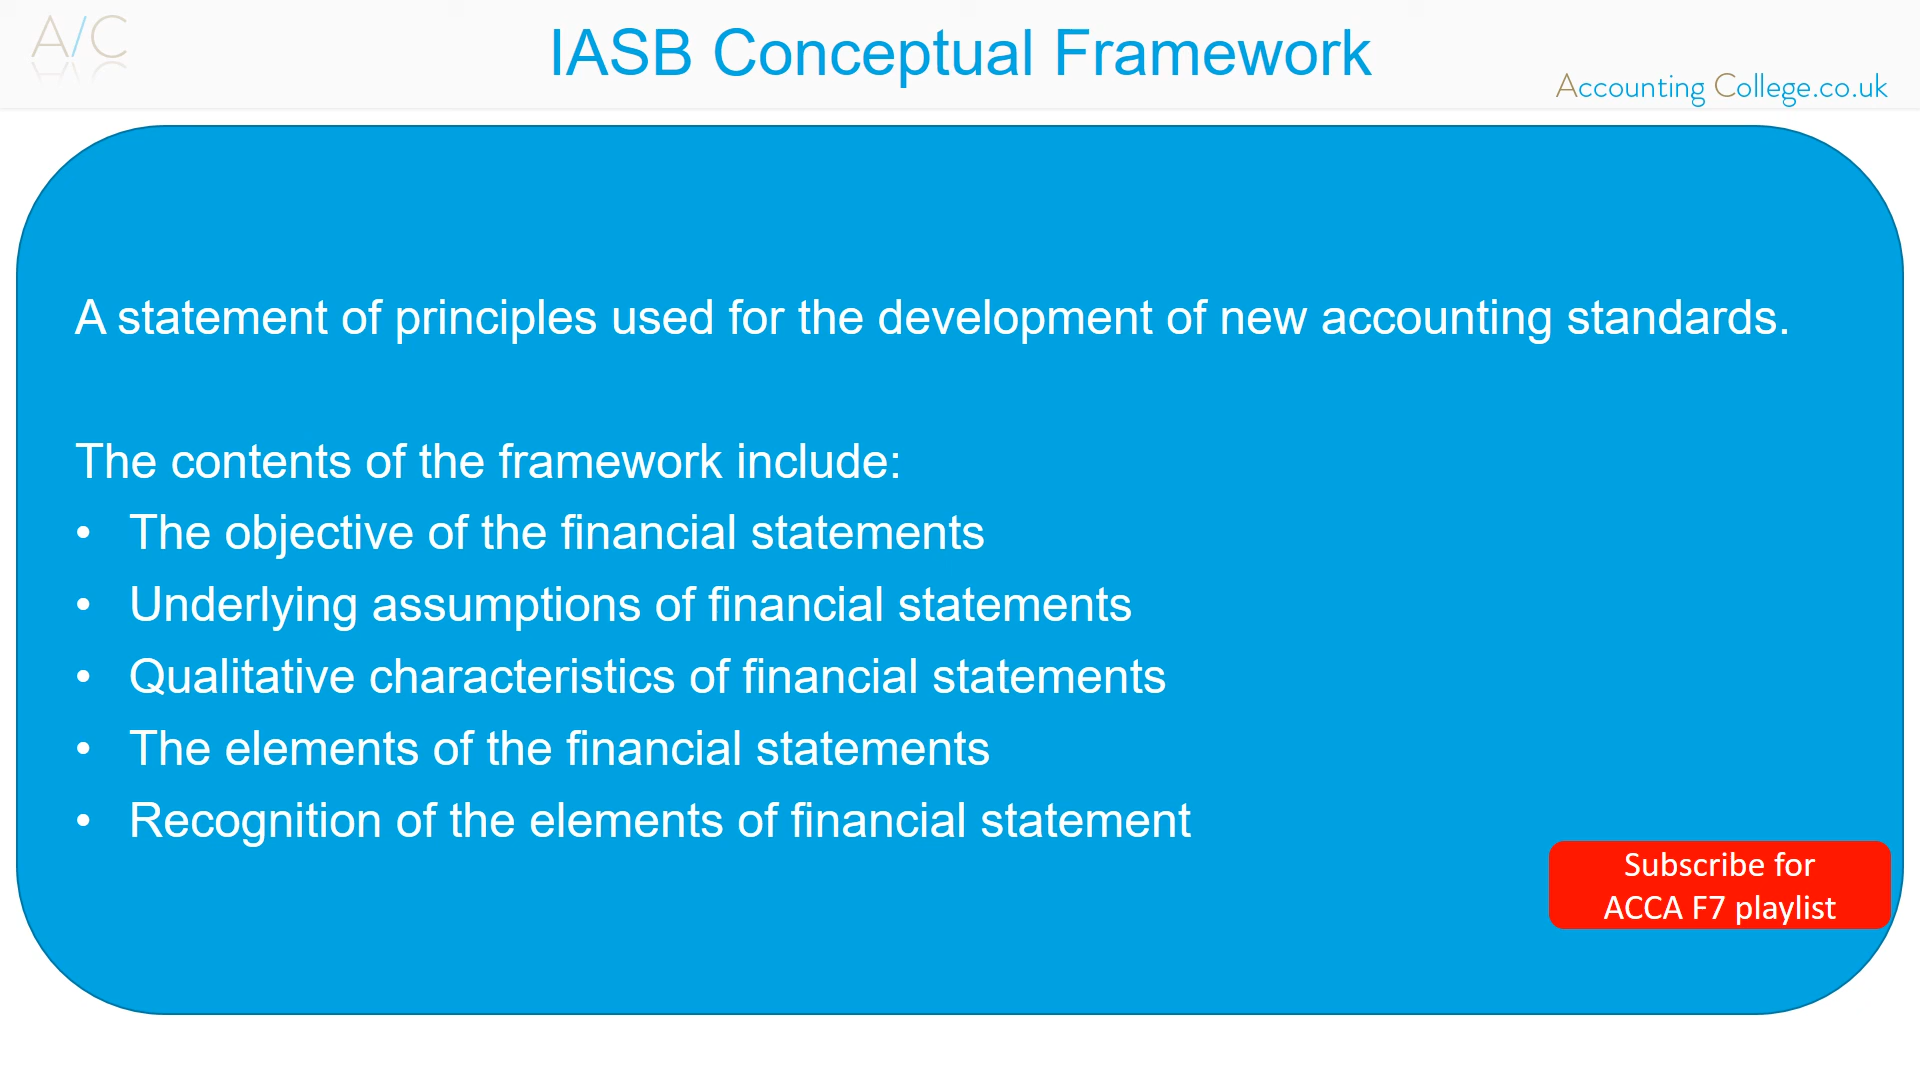 A/C
IASB Conceptual Framework
Accounting College.co.uk
A statement of principles used for the development of new accounting standards.
The contents of the framework include:
• The objective of the financial statements
• Underlying assumptions of financial statements
• Qualitative characteristics of financial statements
• The elements of the financial statements
• Recognition of the elements of financial statement
Subscribe for
ACCA F7 playlist